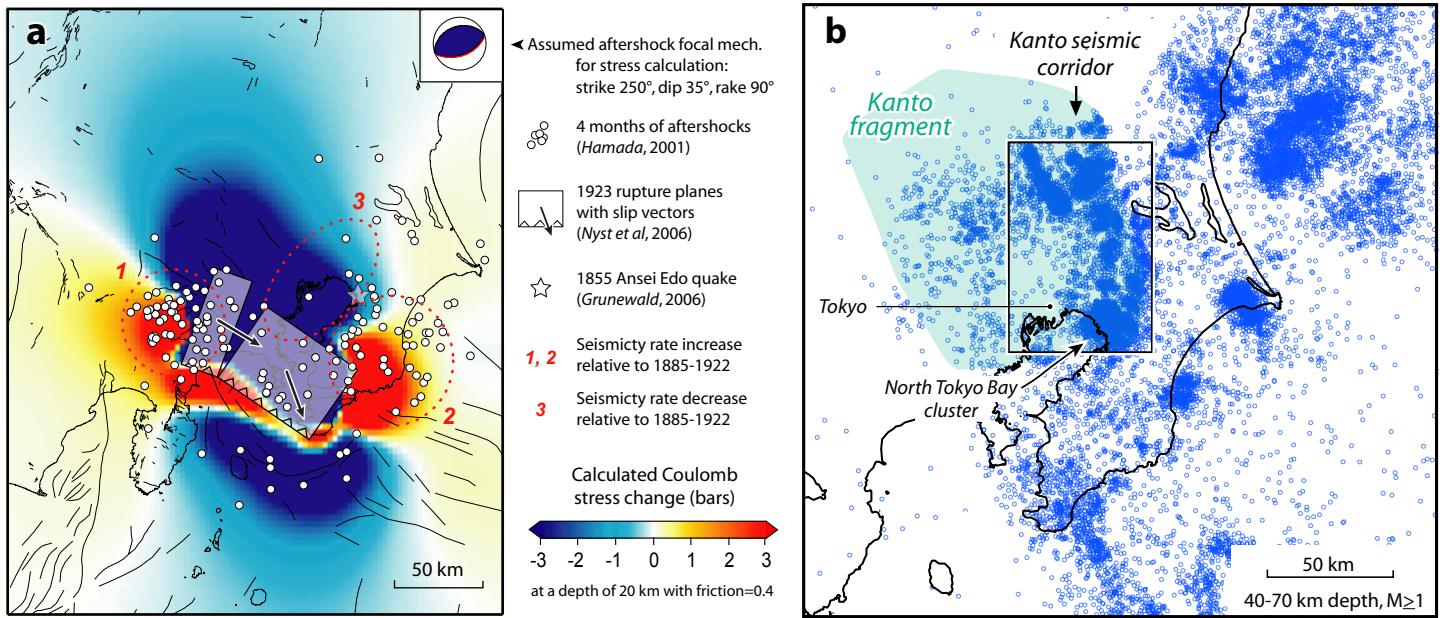 a
Assumed aftershock focal mech.
for stress calculation:
strike 250°, dip 35°, rake 90°
4 months of aftershocks
(Hamada, 2001)
1923 rupture planes
with slip vectors
(Nyst et al, 2006)
1855 Ansei Edo quake
(Grunewald, 2006)
1, 2
Seismicty rate increase
relative to 1885-1922
3
Seismicty rate decrease
relative to 1885-1922
Calculated Coulomb
stress change (bars)
-3 -2 -1 0 1 2 3
at a depth of 20 km with friction=0.4
3
1
2
50 km
b
Kanto seismic
corridor
Kanto
fragment
Tokyo
North Tokyo Bay
cluster
50 km
40-70 km depth, M≥1